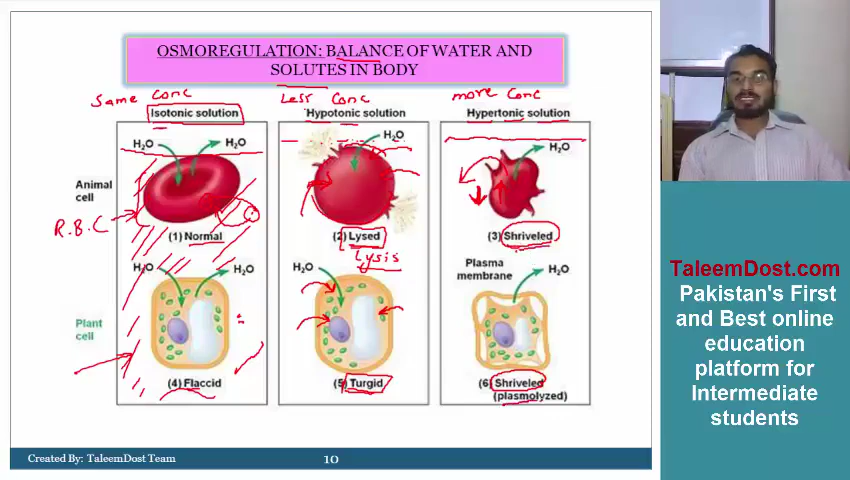 OSMOREGULATION: BALANCE OF WATER AND
SOLUTES IN BODY
Same conc
Less conc
more conc
Isotonic solution
Hypotonic solution
Hypertonic solution
H₂O
H₂O
H₂O
H₂O
Animal
cell
R.B.C
(1) Normal
(2) Lysed
(3) Shriveled
Lysis
H₂O
H₂O
H₂O
Plasma
membrane
H₂O
Plant
cell
(4) Flaccid
(5) Turgid
(6) Shriveled
(plasmolyzed)
TaleemDost.com
Pakistan's First
and Best online
education
platform for
Intermediate
students
Created By: TaleemDost Team
10